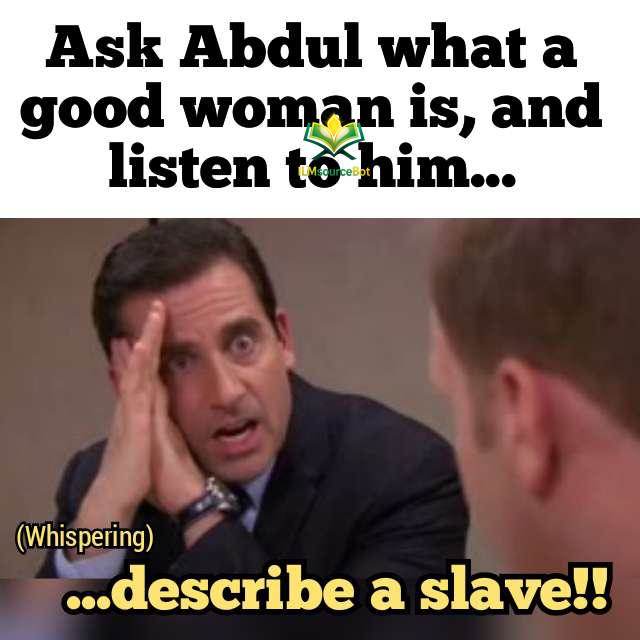 Ask Abdul what a
good woman is, and
listen to him...
ILMsourceBot
(Whispering)
...describe a slave!!